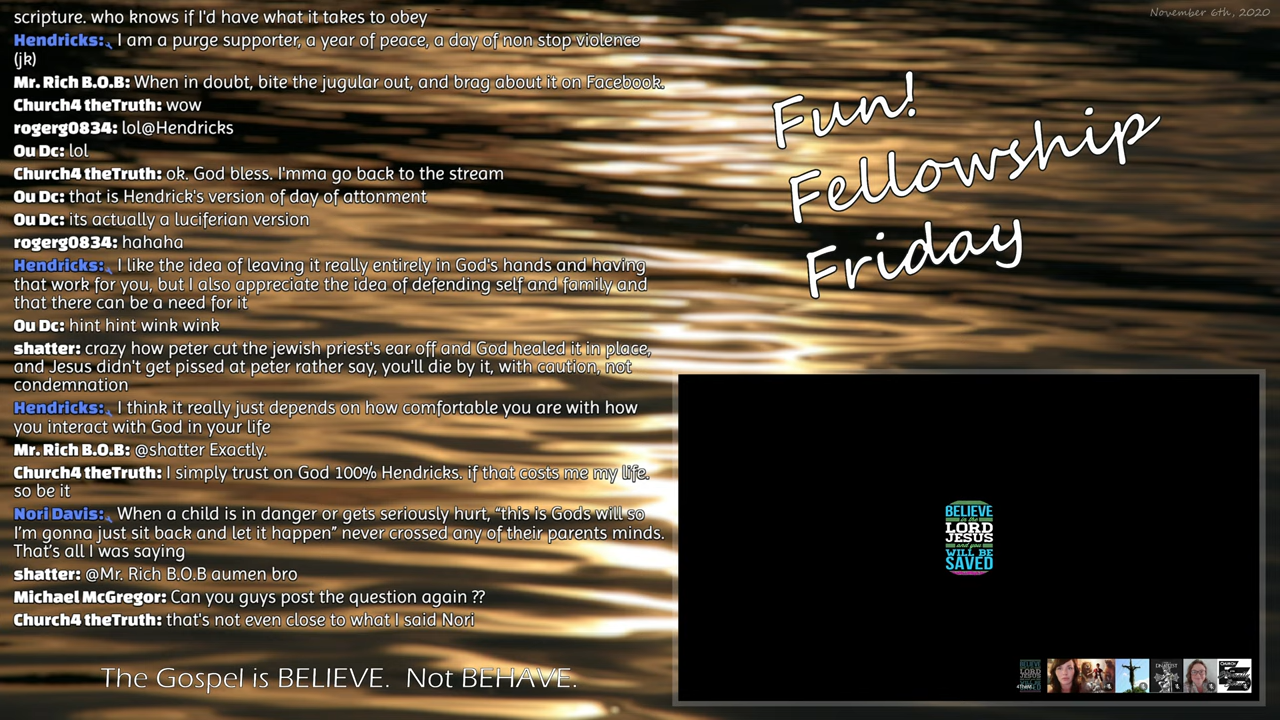 scripture. who knows if I'd have what it takes to obey
Hendricks: I am a purge supporter, a year of peace, a day of non stop violence
(jk)
Mr. Rich B.O.B: When in doubt, bite the jugular out, and brag about it on Facebook.
Church4 theTruth: wow
rogerg0834: lol@Hendricks
Ou Dc: lol
Church4 theTruth: ok. God bless. I'mma go back to the stream
Ou Dc: that is Hendrick's version of day of attonment
Ou Dc: its actually a luciferian version
rogerg0834: hahaha
Hendricks: I like the idea of leaving it really entirely in God's hands and having
that work for you, but I also appreciate the idea of defending self and family and
that there can be a need for it
Ou Dc: hint hint wink wink
shatter: crazy how peter cut the jewish priest's ear off and God healed it in place,
and Jesus didn't get pissed at peter rather say, you'll die by it, with caution, not
condemnation
Hendricks: I think it really just depends on how comfortable you are with how
you interact with God in your life
Mr. Rich B.O.B: @shatter Exactly.
Church4 theTruth: I simply trust on God 100% Hendricks. if that costs me my life.
so be it
Nori Davis: When a child is in danger or gets seriously hurt, “this is Gods will so
I’m gonna just sit back and let it happen” never crossed any of their parents minds.
That’s all I was saying
shatter: @Mr. Rich B.O.B aumen bro
Michael McGregor: Can you guys post the question again ??
Church4 theTruth: that's not even close to what I said Nori
The Gospel is BELIEVE. Not BEHAVE.
November 6th, 2020
Fun!
Fellowship
Friday
BELIEVE
in the
LORD
JESUS
and you
WILL BE
SAVED